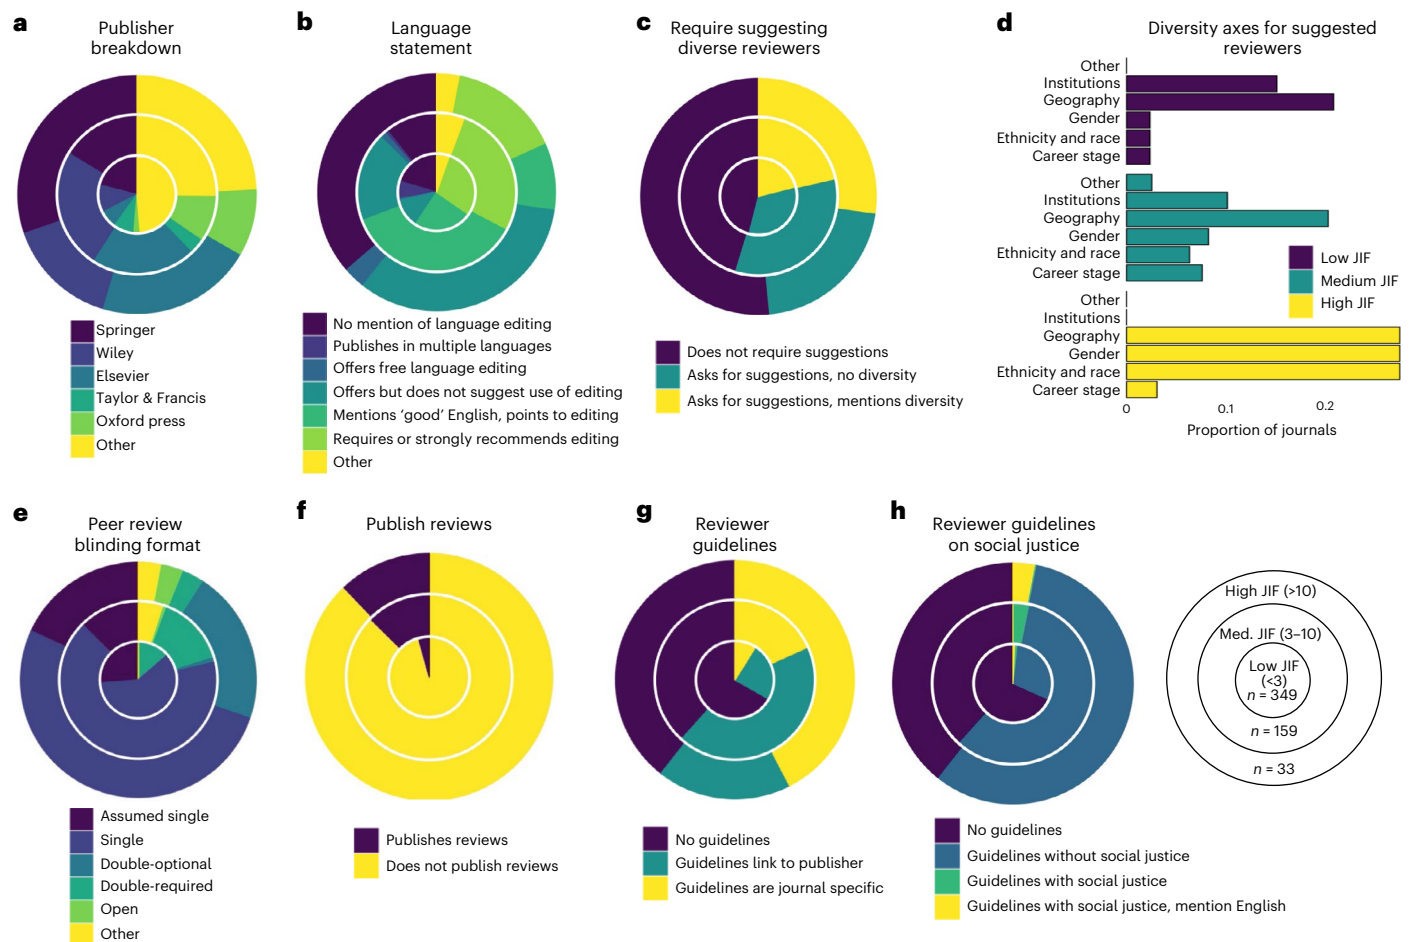 a
Publisher
breakdown
Springer
Wiley
Elsevier
Taylor & Francis
Oxford press
Other
b
Language
statement
No mention of language editing
Publishes in multiple languages
Offers free language editing
Offers but does not suggest use of editing
Mentions ‘good’ English, points to editing
Requires or strongly recommends editing
Other
c
Require suggesting
diverse reviewers
Does not require suggestions
Asks for suggestions, no diversity
Asks for suggestions, mentions diversity
d
Diversity axes for suggested
reviewers
Other
Institutions
Geography
Gender
Ethnicity and race
Career stage
Other
Institutions
Geography
Gender
Ethnicity and race
Career stage
Other
Institutions
Geography
Gender
Ethnicity and race
Career stage
Low JIF
Medium JIF
High JIF
0 0.1 0.2
Proportion of journals
e
Peer review
blinding format
Assumed single
Single
Double-optional
Double-required
Open
Other
f
Publish reviews
Publishes reviews
Does not publish reviews
g
Reviewer
guidelines
No guidelines
Guidelines link to publisher
Guidelines are journal specific
h
Reviewer guidelines
on social justice
No guidelines
Guidelines without social justice
Guidelines with social justice
Guidelines with social justice, mention English
High JIF (>10)
Med. JIF (3–10)
Low JIF
(<3)
n = 349
n = 159
n = 33